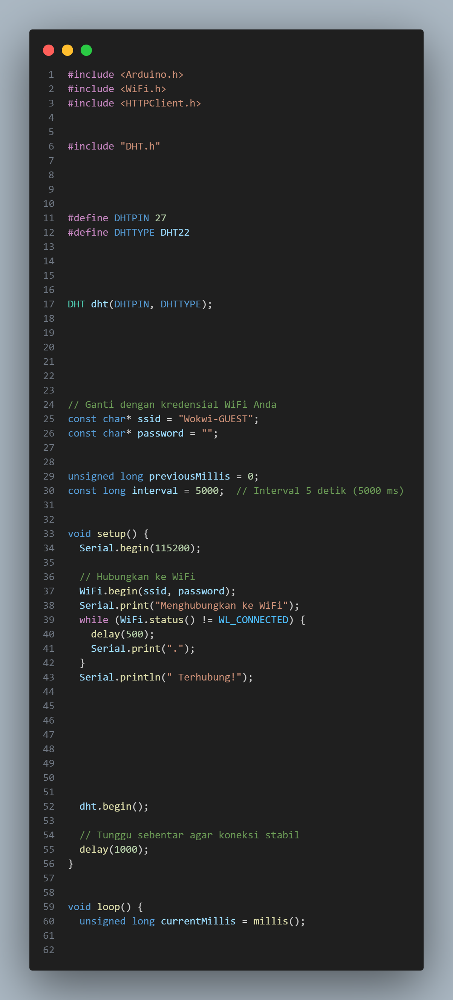 1 #include <Arduino.h>
2 #include <WiFi.h>
3 #include <HTTPClient.h>
4
5
6 #include "DHT.h"
7
8
9
10
11 #define DHTPIN 27
12 #define DHTTYPE DHT22
13
14
15
16
17 DHT dht(DHTPIN, DHTTYPE);
18
19
20
21
22
23
24 // Ganti dengan kredensial WiFi Anda
25 const char* ssid = "Wokwi-GUEST";
26 const char* password = "";
27
28
29 unsigned long previousMillis = 0;
30 const long interval = 5000;  // Interval 5 detik (5000 ms)
31
32
33 void setup() {
34   Serial.begin(115200);
35
36   // Hubungkan ke WiFi
37   WiFi.begin(ssid, password);
38   Serial.print("Menghubungkan ke WiFi");
39   while (WiFi.status() != WL_CONNECTED) {
40     delay(500);
41     Serial.print(".");
42   }
43   Serial.println(" Terhubung!");
44
45
46
47
48
49
50
51
52   dht.begin();
53
54   // Tunggu sebentar agar koneksi stabil
55   delay(1000);
56 }
57
58
59 void loop() {
60   unsigned long currentMillis = millis();
61
62